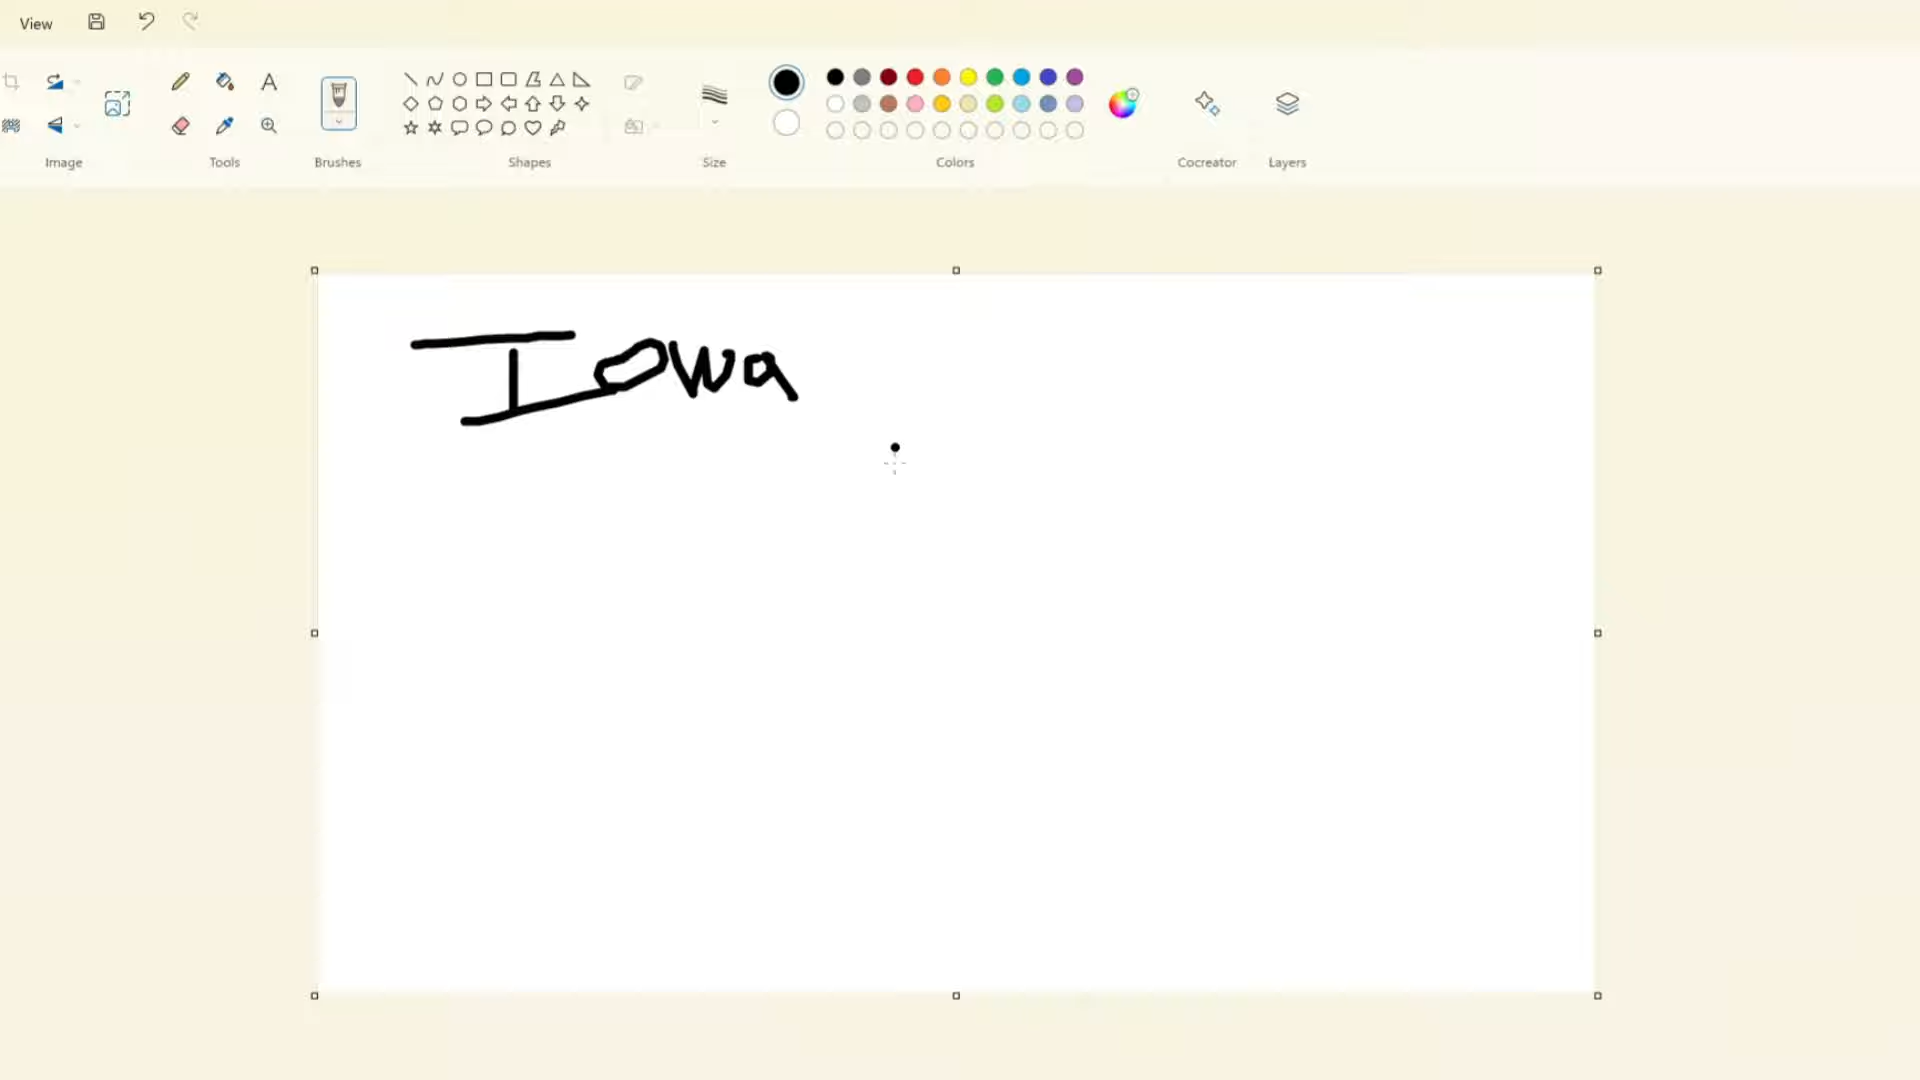 View
Image
Tools
Brushes
Shapes
Size
Colors
Cocreator
Layers
Iowa